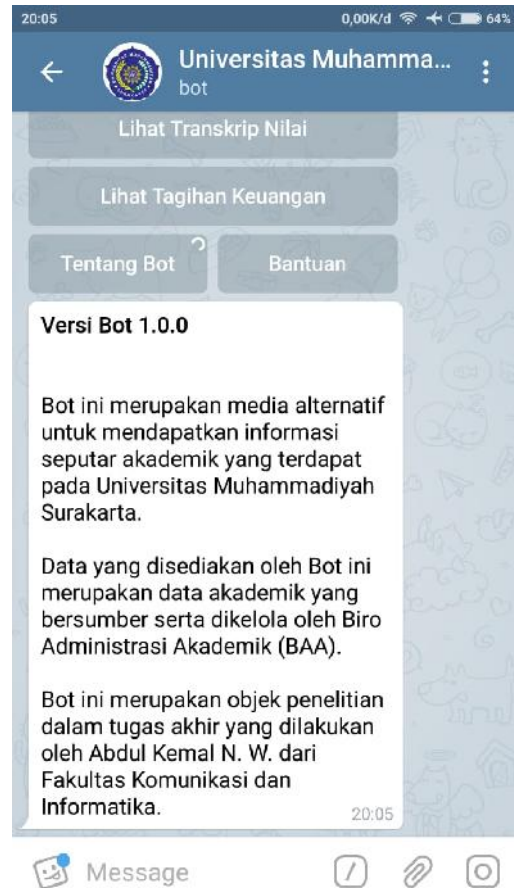 20:05 0,00K/d 64%
Universitas Muhamma...
bot
Lihat Transkrip Nilai
Lihat Tagihan Keuangan
Tentang Bot Bantuan
Versi Bot 1.0.0
Bot ini merupakan media alternatif
untuk mendapatkan informasi
seputar akademik yang terdapat
pada Universitas Muhammadiyah
Surakarta.
Data yang disediakan oleh Bot ini
merupakan data akademik yang
bersumber serta dikelola oleh Biro
Administrasi Akademik (BAA).
Bot ini merupakan objek penelitian
dalam tugas akhir yang dilakukan
oleh Abdul Kemal N. W. dari
Fakultas Komunikasi dan
Informatika. 20:05
Message